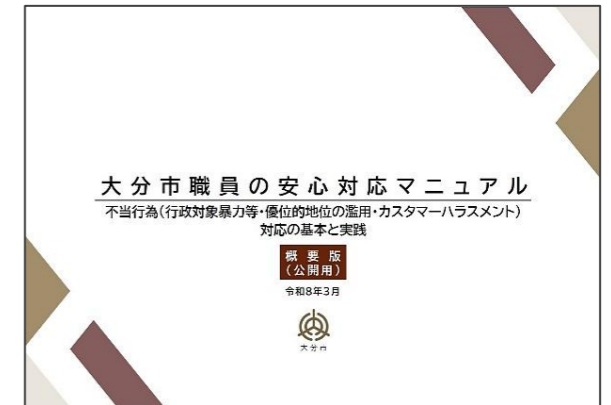 大分市職員の安心対応マニュアル
不当行為(行政対象暴力等・優位的地位の濫用・カスタマーハラスメント)
対応の基本と実践
概要版
(公開用)
令和8年3月
大分市